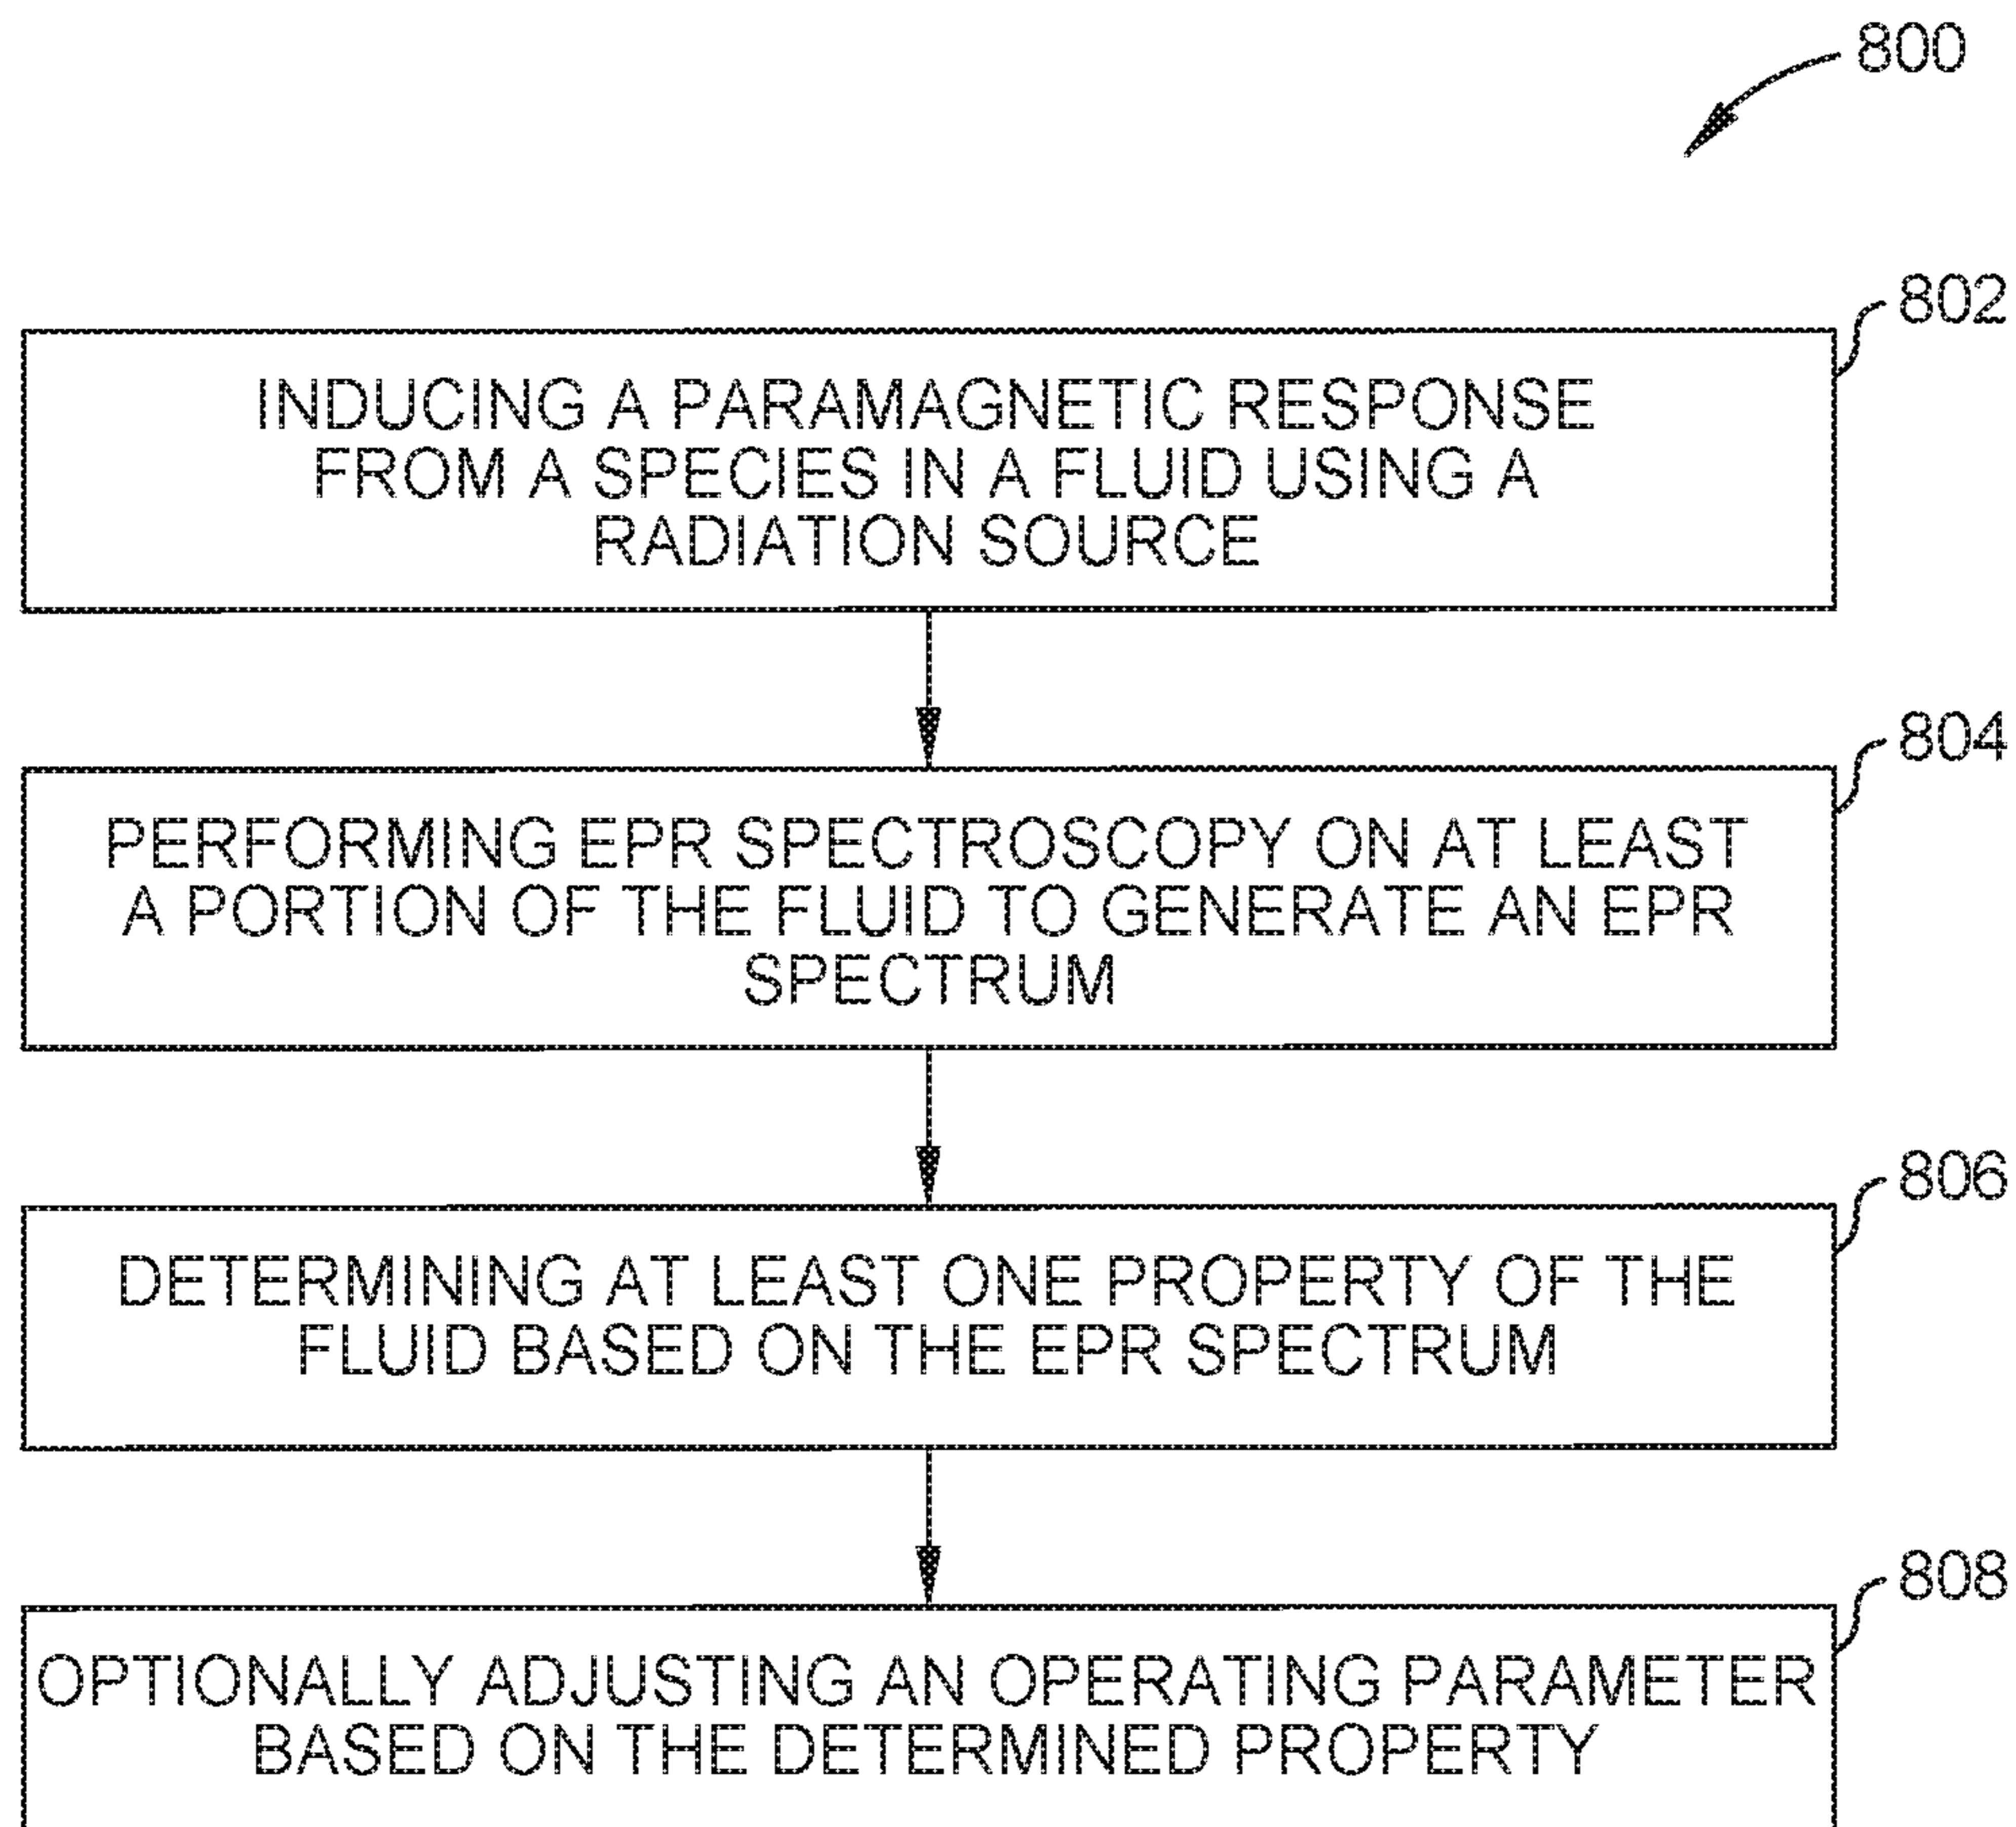 800
802
INDUCING A PARAMAGNETIC RESPONSE
FROM A SPECIES IN A FLUID USING A
RADIATION SOURCE
804
PERFORMING EPR SPECTROSCOPY ON AT LEAST
A PORTION OF THE FLUID TO GENERATE AN EPR
SPECTRUM
806
DETERMINING AT LEAST ONE PROPERTY OF THE
FLUID BASED ON THE EPR SPECTRUM
808
OPTIONALLY ADJUSTING AN OPERATING PARAMETER
BASED ON THE DETERMINED PROPERTY